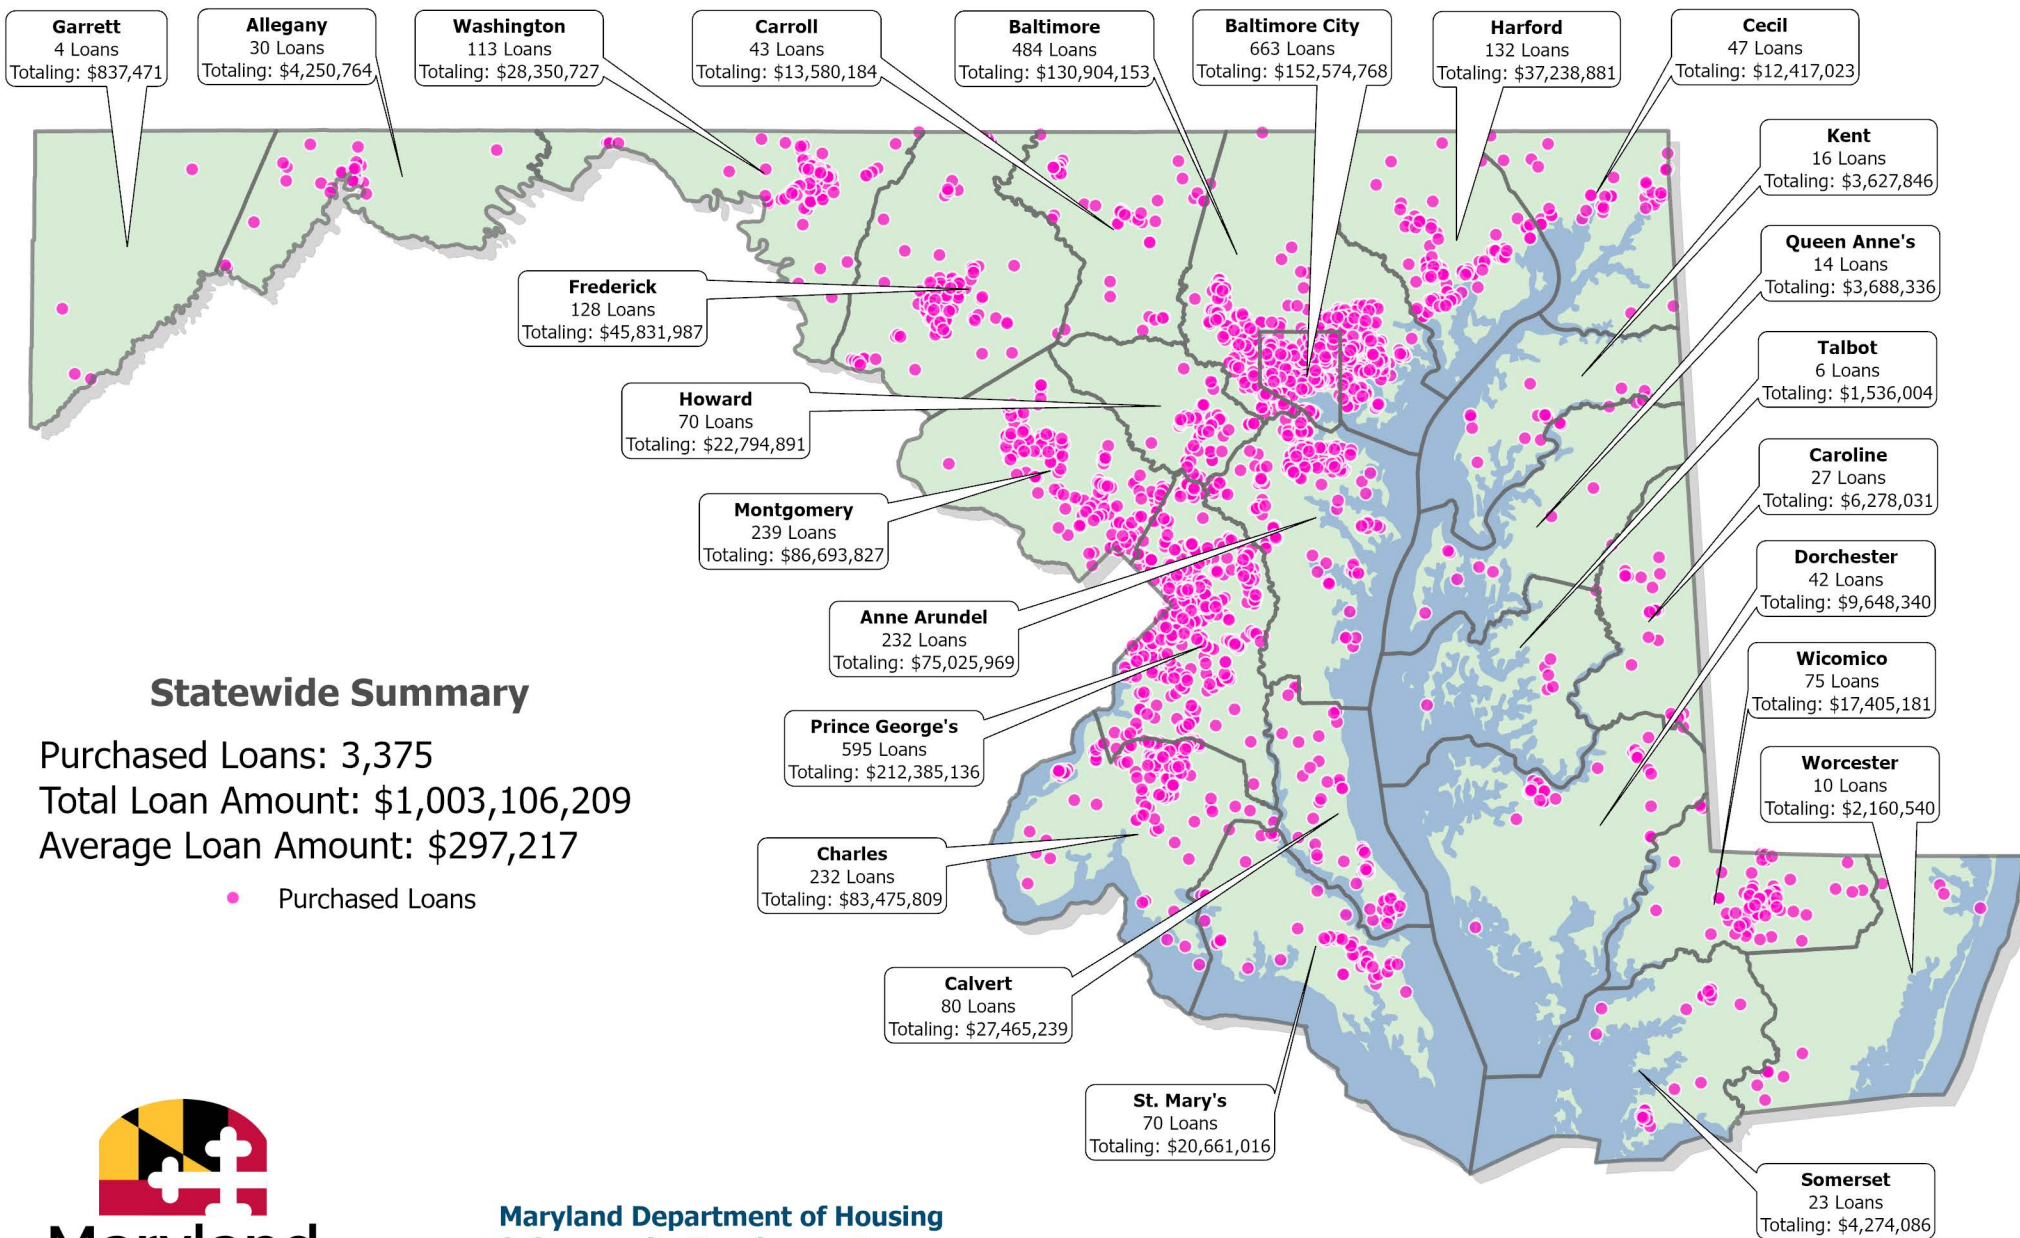 Garrett
4 Loans
Totaling: $837,471
Allegany
30 Loans
Totaling: $4,250,764
Washington
113 Loans
Totaling: $28,350,727
Carroll
43 Loans
Totaling: $13,580,184
Baltimore
484 Loans
Totaling: $130,904,153
Baltimore City
663 Loans
Totaling: $152,574,768
Harford
132 Loans
Totaling: $37,238,881
Cecil
47 Loans
Totaling: $12,417,023
Kent
16 Loans
Totaling: $3,627,846
Queen Anne's
14 Loans
Totaling: $3,688,336
Talbot
6 Loans
Totaling: $1,536,004
Caroline
27 Loans
Totaling: $6,278,031
Dorchester
42 Loans
Totaling: $9,648,340
Wicomico
75 Loans
Totaling: $17,405,181
Worcester
10 Loans
Totaling: $2,160,540
Frederick
128 Loans
Totaling: $45,831,987
Howard
70 Loans
Totaling: $22,794,891
Montgomery
239 Loans
Totaling: $86,693,827
Anne Arundel
232 Loans
Totaling: $75,025,969
Prince George's
595 Loans
Totaling: $212,385,136
Charles
232 Loans
Totaling: $83,475,809
Calvert
80 Loans
Totaling: $27,465,239
St. Mary's
70 Loans
Totaling: $20,661,016
Somerset
23 Loans
Totaling: $4,274,086
Statewide Summary
Purchased Loans: 3,375
Total Loan Amount: $1,003,106,209
Average Loan Amount: $297,217
Purchased Loans
Maryland
Maryland Department of Housing